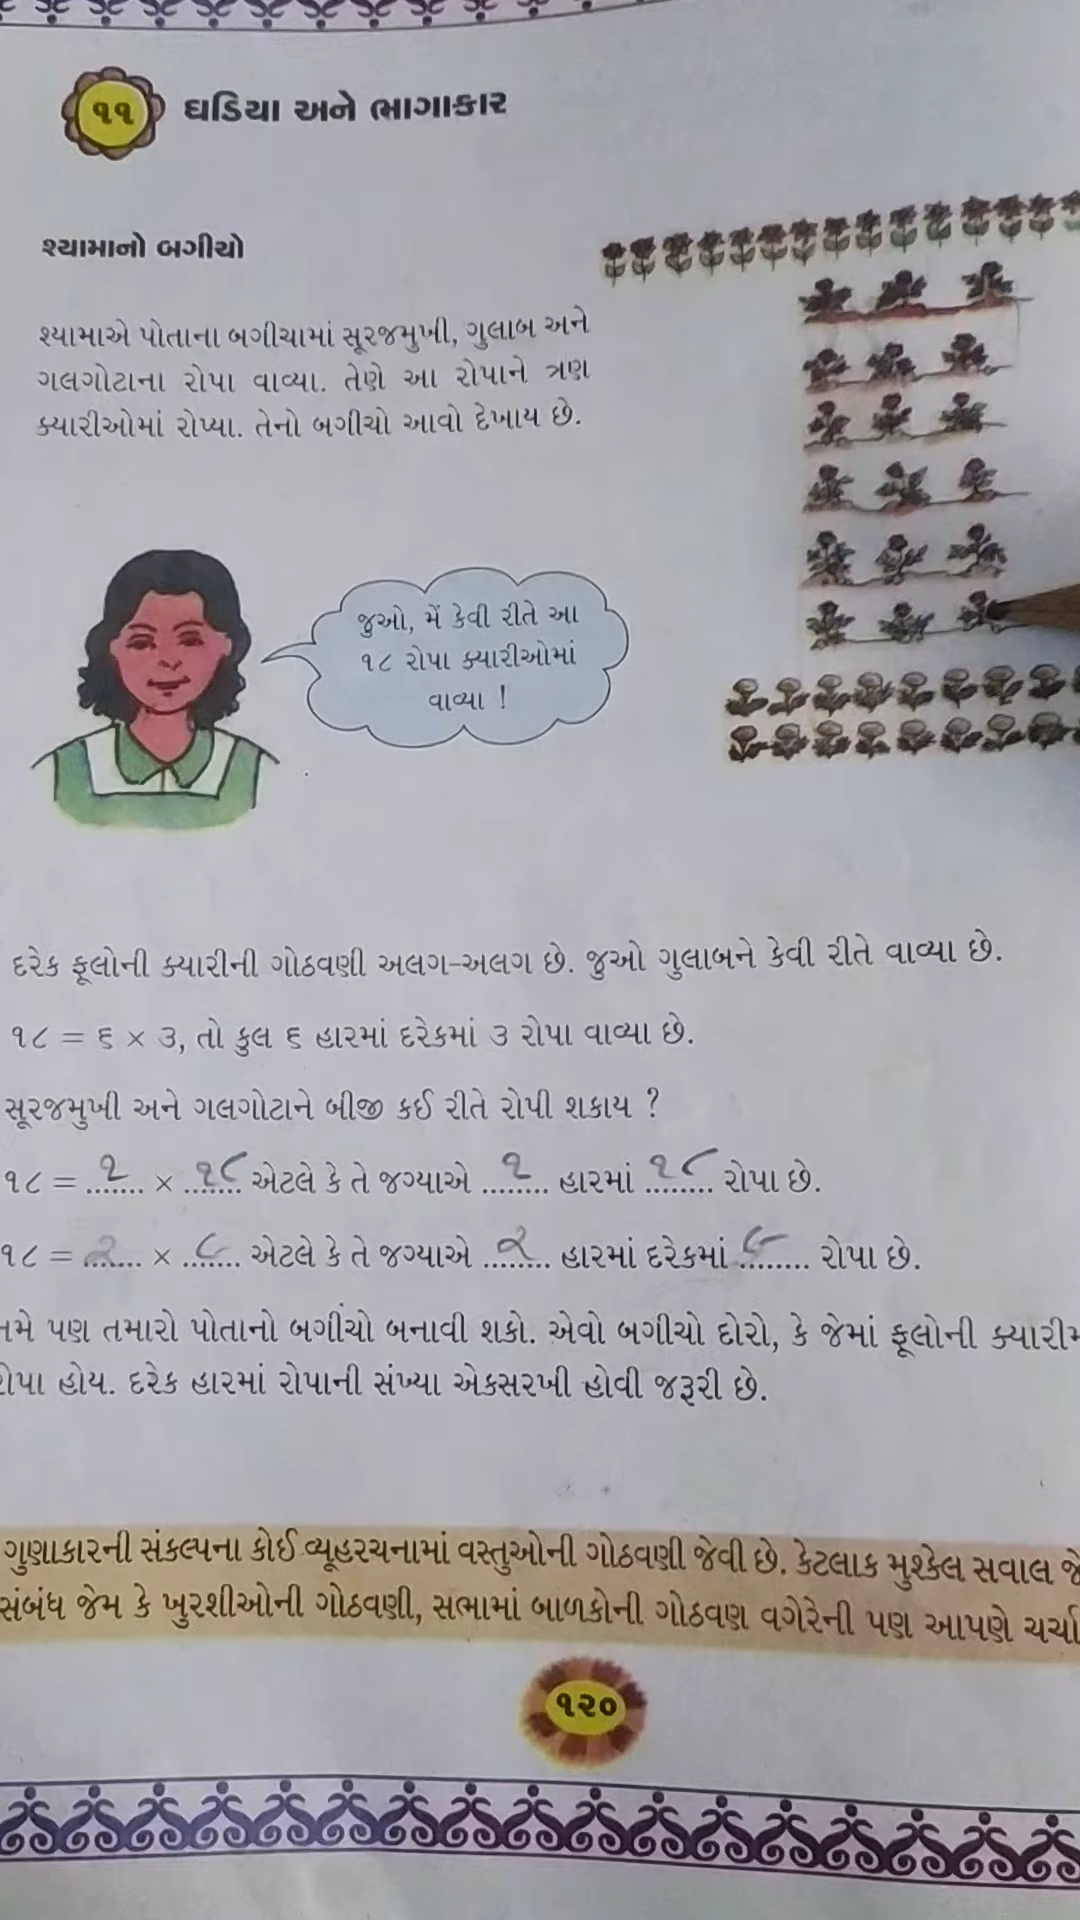 ૧૧ ઘડિયા અને ભાગાકાર
શ્યામાનો બગીચો
શ્યામાએ પોતાના બગીચામાં સૂરજમુખી, ગુલાબ અને
ગલગોટાના રોપા વાવ્યા. તેણે આ રોપાને ત્રણ
ક્યારીઓમાં રોપ્યા. તેનો બગીચો આવો દેખાય છે.
જુઓ, મેં કેવી રીતે આ
૧૮ રોપા ક્યારીઓમાં
વાવ્યા !
દરેક ફૂલોની ક્યારીની ગોઠવણી અલગ-અલગ છે. જુઓ ગુલાબને કેવી રીતે વાવ્યા છે.
૧૮ = ૬ × ૩, તો કુલ ૬ હારમાં દરેકમાં ૩ રોપા વાવ્યા છે.
સૂરજમુખી અને ગલગોટાને બીજી કઈ રીતે રોપી શકાય ?
૧૮ = ૧ × ૧૮ એટલે કે તે જગ્યાએ ૧ હારમાં ૧૮ રોપા છે.
૧૮ = ૨ × ૯ એટલે કે તે જગ્યાએ ૨ હારમાં દરેકમાં ૯ રોપા છે.
પણ તમારો પોતાનો બગીચો બનાવી શકો. એવો બગીચો દોરો, કે જેમાં ફૂલોની
હોય. દરેક હારમાં રોપાની સંખ્યા એકસરખી હોવી જરૂરી છે.
ગુણાકારની સંકલ્પના કોઈ વ્યૂહરચનામાં વસ્તુઓની ગોઠવણી જેવી છે. કેટલાક મુશ્કેલ સવાલ
સંબંધ જેમ કે ખુરશીઓની ગોઠવણી, સભામાં બાળકોની ગોઠવણ વગેરેની પણ આપણે ચર્ચા
૧૨૦